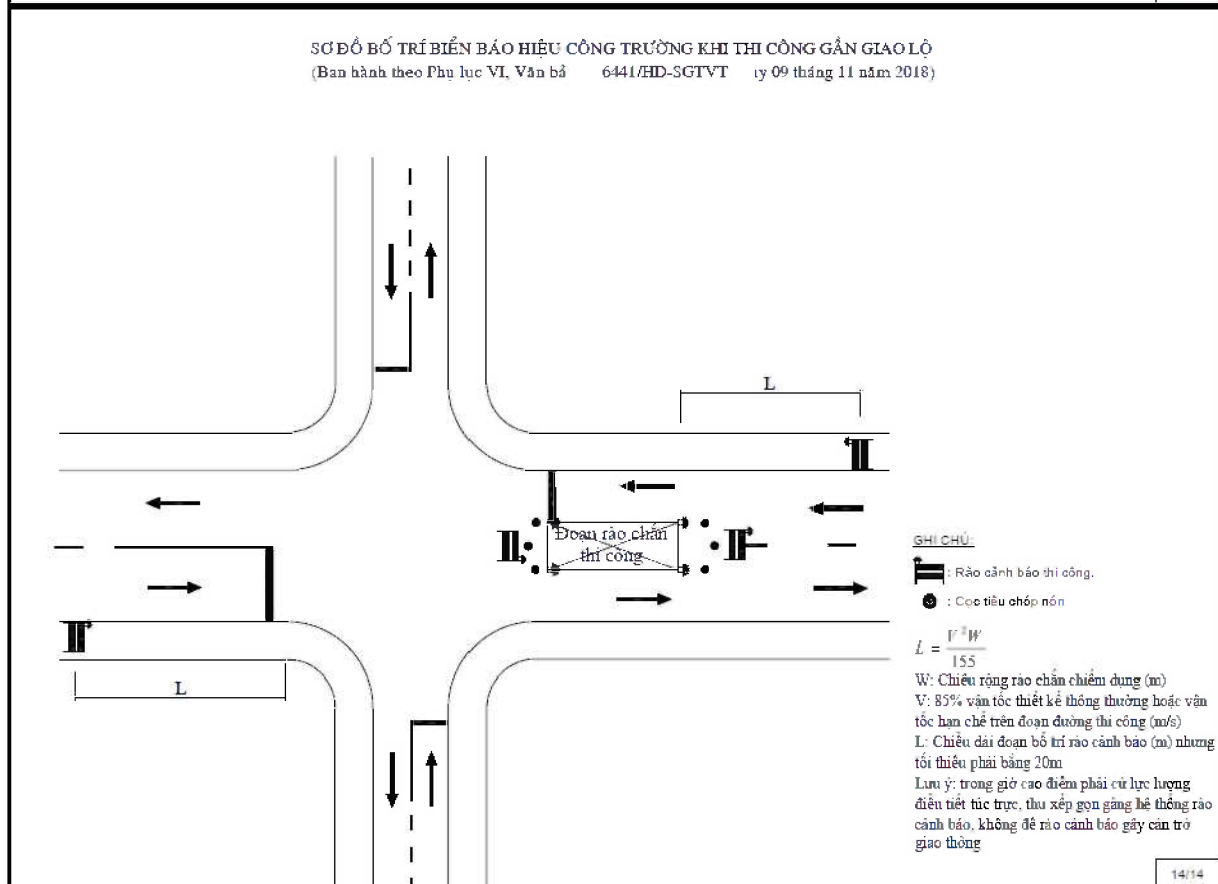 SƠ ĐỒ BỐ TRÍ BIỂN BÁO HIỆU CÔNG TRƯỜNG KHI THI CÔNG GẦN GIAO LỘ
(Ban hành theo Phụ lục VI, Văn bả 6441/HD-SGTVT 09 tháng 11 năm 2018)
L
Đoạn rào chắn
thi công
GHI CHÚ:
: Rào cảnh báo thi công.
: Cọc tiêu chóp nón
L = V²W / 155
W: Chiều rộng rào chắn chiếm dụng (m)
V: 85% vận tốc thiết kế thông thường hoặc vận
tốc hạn chế trên đoạn đường thi công (m/s)
L: Chiều dài đoạn bố trí rào cảnh báo (m) nhưng
tối thiểu phải bằng 20m
Lưu ý: trong giờ cao điểm phải cử lực lượng
điều tiết túc trực, thu xếp gọn gàng hệ thống rào
cảnh báo, không để rào cảnh báo gây cản trở
giao thông
L
14/14